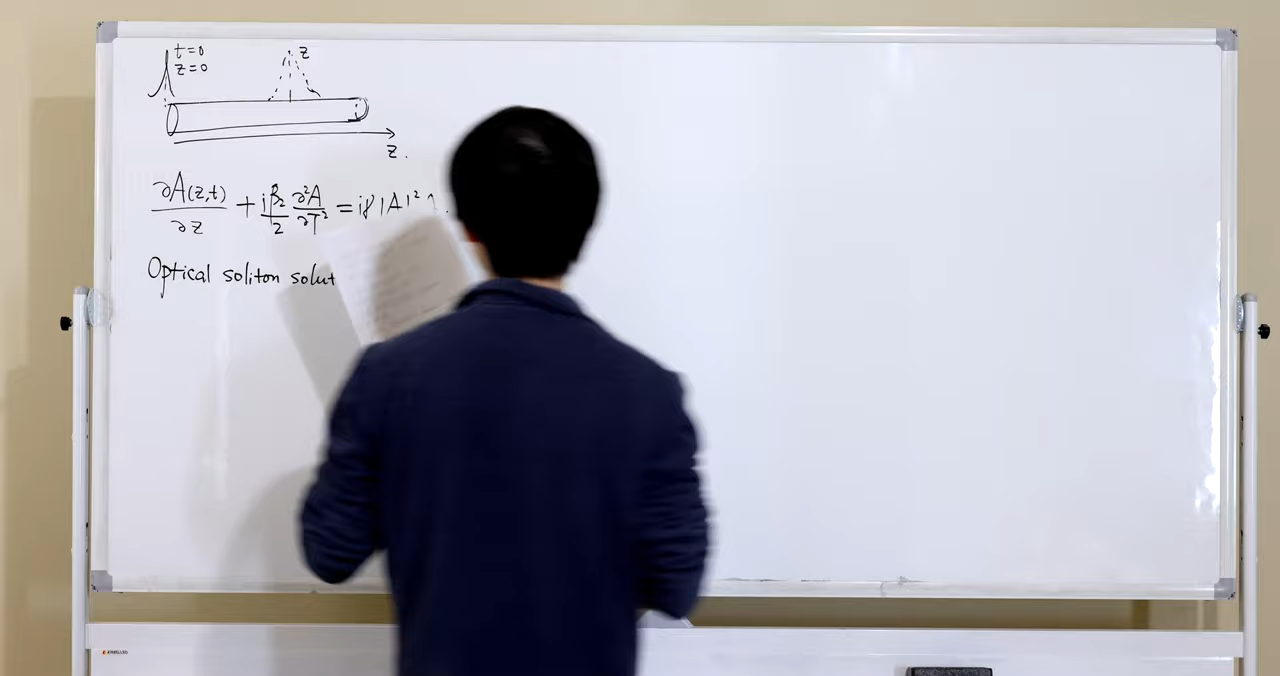 t=0
z=0
z
z.
∂A(z,t)/∂z + iβ₂/2 ∂²A/∂T² = iγ|A|²
Optical soliton solut